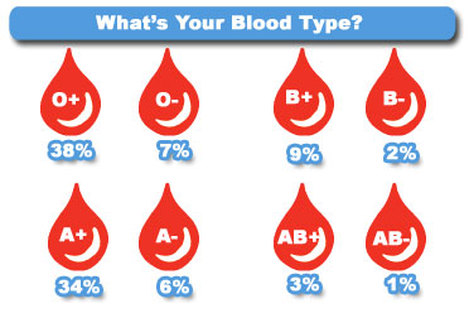 What's Your Blood Type?
O+ O- B+ B-
38% 7% 9% 2%
A+ A- AB+ AB-
34% 6% 3% 1%